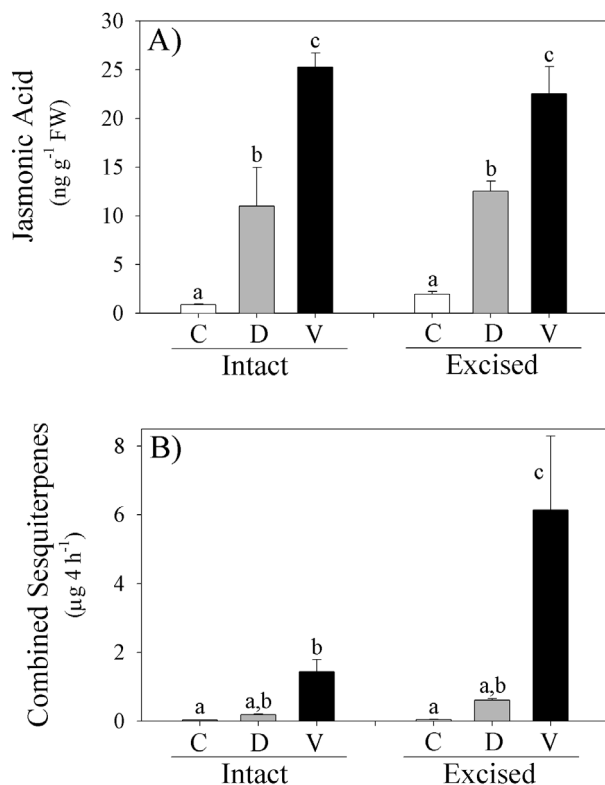 A)
Jasmonic Acid
(ng g⁻¹ FW)
30
25
20
15
10
5
0
a
b
c
a
b
c
C D V C D V
Intact Excised
B)
Combined Sesquiterpenes
(µg 4 h⁻¹)
8
6
4
2
0
a
a,b
b
a
a,b
c
C D V C D V
Intact Excised